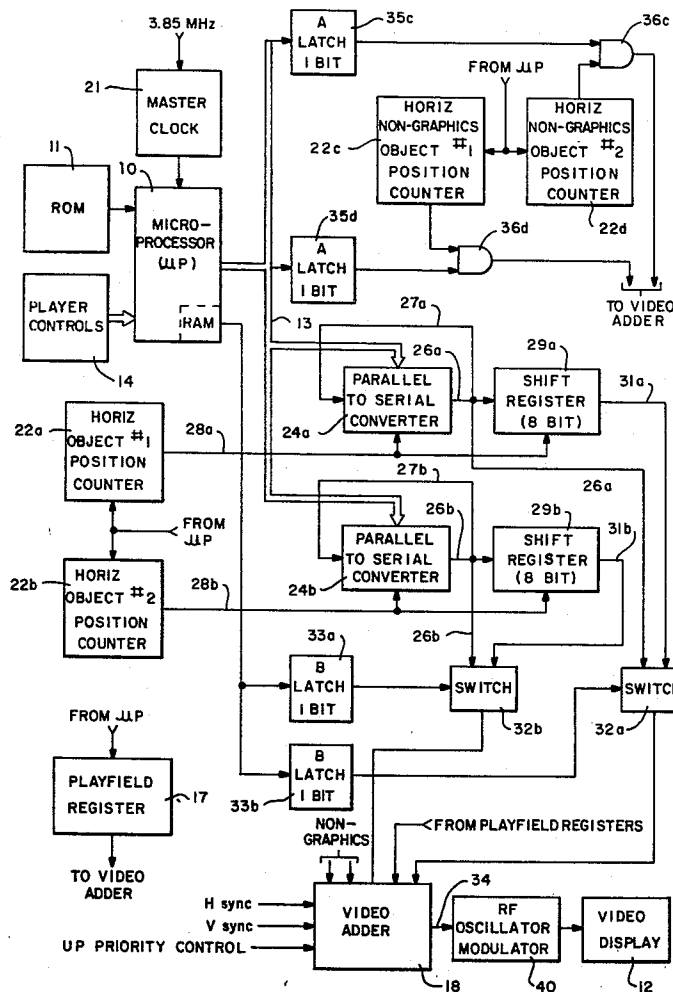 3.85 MHz
21
MASTER
CLOCK
11
ROM
10
MICRO-
PROCESSOR
(μP)
RAM
PLAYER
CONTROLS
14
A
LATCH
1 BIT
35c
36c
FROM μP
HORIZ
NON-GRAPHICS
OBJECT #1
POSITION
COUNTER
22c
HORIZ
NON-GRAPHICS
OBJECT #2
POSITION
COUNTER
22d
35d
A
LATCH
1 BIT
36d
TO VIDEO
ADDER
13
27a
26a
29a
PARALLEL
TO SERIAL
CONVERTER
24a
SHIFT
REGISTER
(8 BIT)
31a
22a
HORIZ
OBJECT #1
POSITION
COUNTER
28a
27b
26a
FROM
μP
26b
29b
31b
22b
HORIZ
OBJECT #2
POSITION
COUNTER
28b
PARALLEL
TO SERIAL
CONVERTER
24b
SHIFT
REGISTER
(8 BIT)
26b
33a
B
LATCH
1 BIT
SWITCH
32b
SWITCH
32a
FROM μP
PLAYFIELD
REGISTER
17
TO VIDEO
ADDER
B
LATCH
1 BIT
33b
NON-
GRAPHICS
FROM PLAYFIELD REGISTERS
H sync
V sync
UP PRIORITY CONTROL
VIDEO
ADDER
18
34
RF
OSCILLATOR
MODULATOR
40
VIDEO
DISPLAY
12